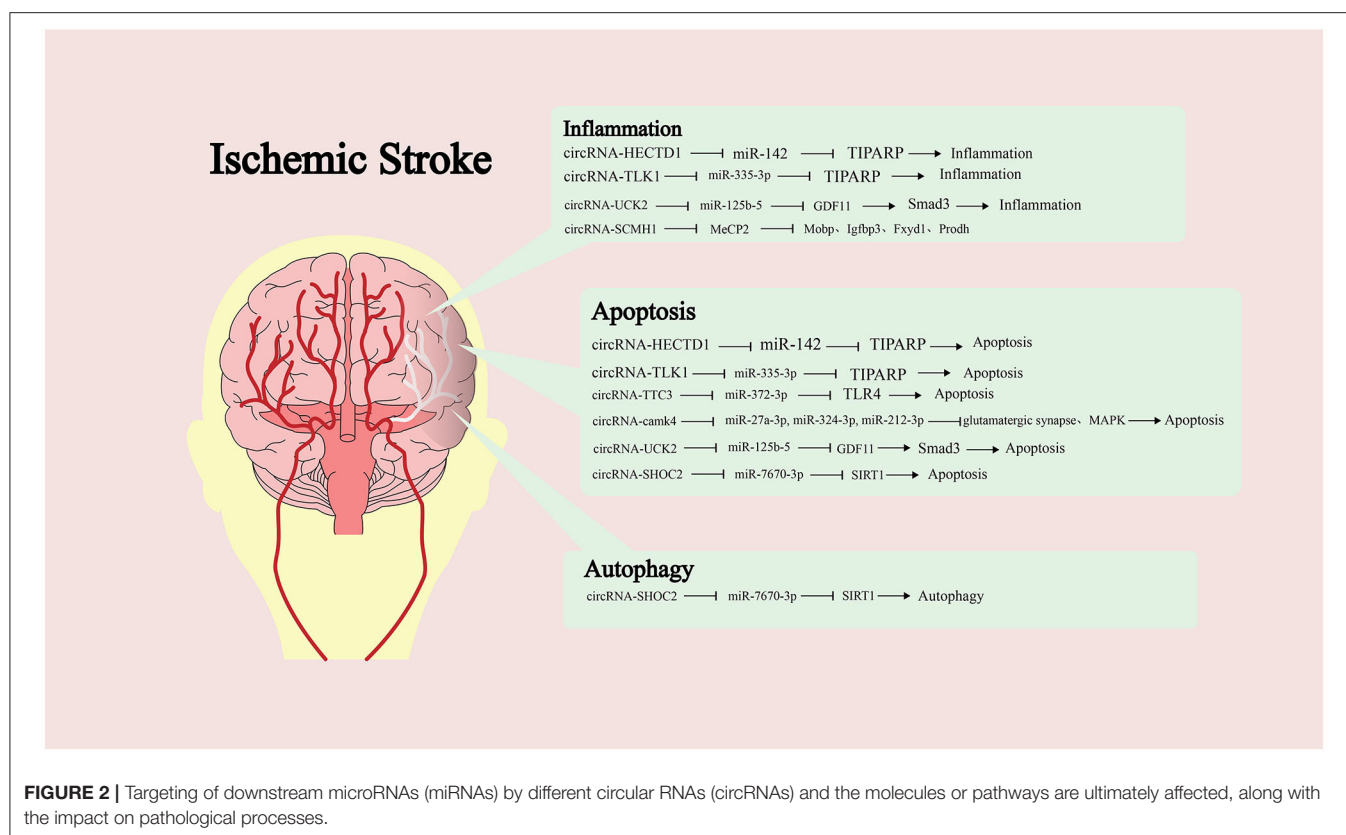 Ischemic Stroke
Inflammation
circRNA-HECTD1 ⊣ miR-142 ⊣ TIPARP → Inflammation
circRNA-TLK1 ⊣ miR-335-3p ⊣ TIPARP → Inflammation
circRNA-UCK2 ⊣ miR-125b-5 ⊣ GDF11 → Smad3 → Inflammation
circRNA-SCMH1 ⊣ MeCP2 ⊣ Mobp、Igfbp3、Fxyd1、Prodh
Apoptosis
circRNA-HECTD1 ⊣ miR-142 ⊣ TIPARP → Apoptosis
circRNA-TLK1 ⊣ miR-335-3p ⊣ TIPARP → Apoptosis
circRNA-TTC3 ⊣ miR-372-3p ⊣ TLR4 → Apoptosis
circRNA-camk4 ⊣ miR-27a-3p, miR-324-3p, miR-212-3p ⊣ glutamatergic synapse、MAPK → Apoptosis
circRNA-UCK2 ⊣ miR-125b-5 ⊣ GDF11 → Smad3 → Apoptosis
circRNA-SHOC2 ⊣ miR-7670-3p ⊣ SIRT1 → Apoptosis
Autophagy
circRNA-SHOC2 ⊣ miR-7670-3p ⊣ SIRT1 → Autophagy
FIGURE 2 | Targeting of downstream microRNAs (miRNAs) by different circular RNAs (circRNAs) and the molecules or pathways are ultimately affected, along with
the impact on pathological processes.